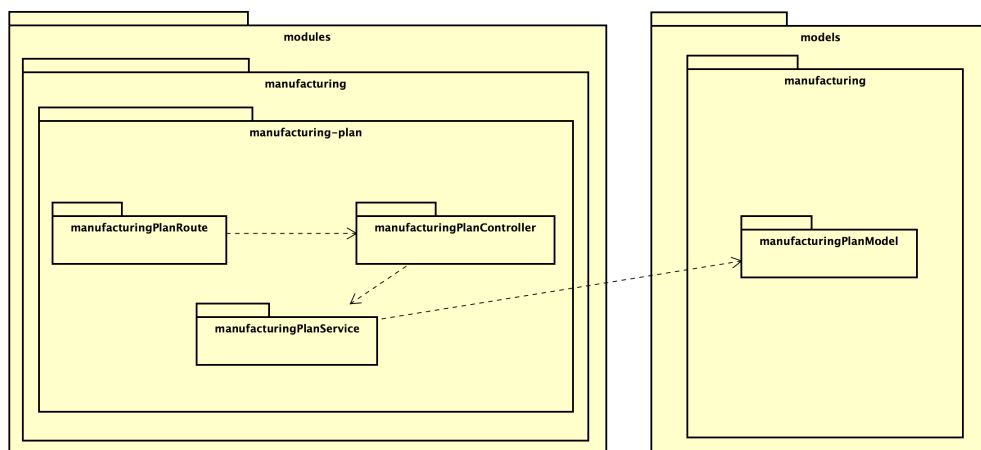 modules
models
manufacturing
manufacturing
manufacturing-plan
manufacturingPlanRoute
manufacturingPlanController
manufacturingPlanModel
manufacturingPlanService